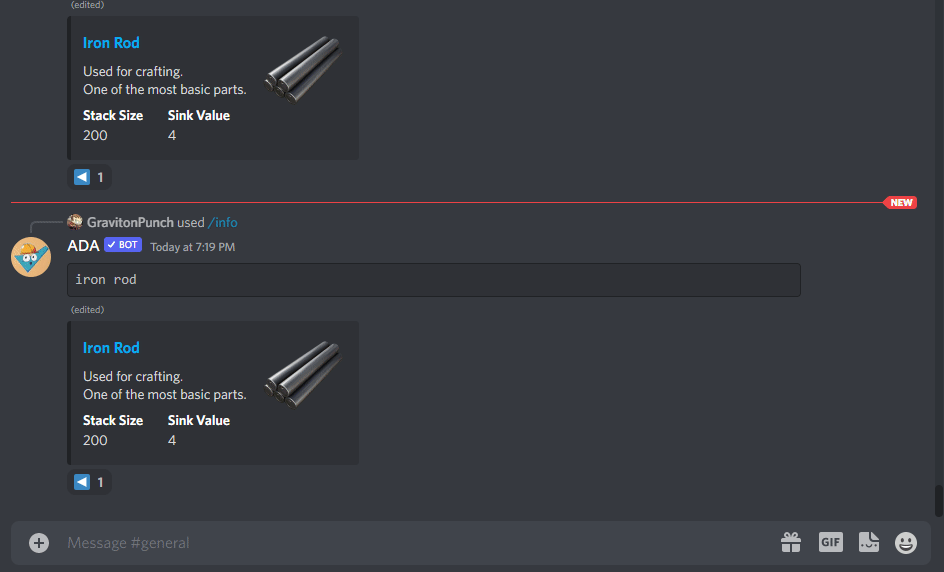 (edited)
Iron Rod
Used for crafting.
One of the most basic parts.
Stack Size Sink Value
200 4
1
NEW
GravitonPunch used /info
ADA BOT Today at 7:19 PM
iron rod
(edited)
Iron Rod
Used for crafting.
One of the most basic parts.
Stack Size Sink Value
200 4
1
Message #general
GIF